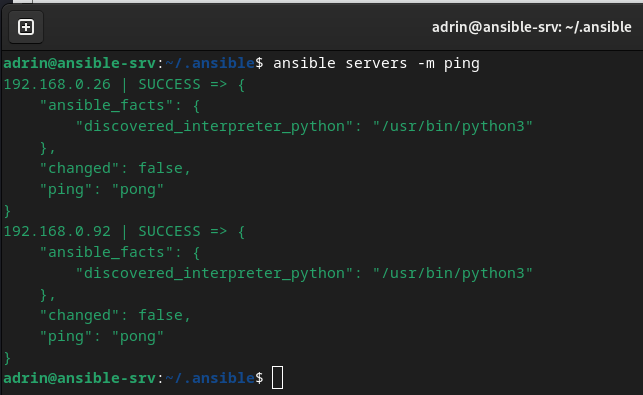 adrin@ansible-srv: ~/.ansible
adrin@ansible-srv:~/.ansible$ ansible servers -m ping
192.168.0.26 | SUCCESS => {
    "ansible_facts": {
        "discovered_interpreter_python": "/usr/bin/python3"
    },
    "changed": false,
    "ping": "pong"
}
192.168.0.92 | SUCCESS => {
    "ansible_facts": {
        "discovered_interpreter_python": "/usr/bin/python3"
    },
    "changed": false,
    "ping": "pong"
}
adrin@ansible-srv:~/.ansible$